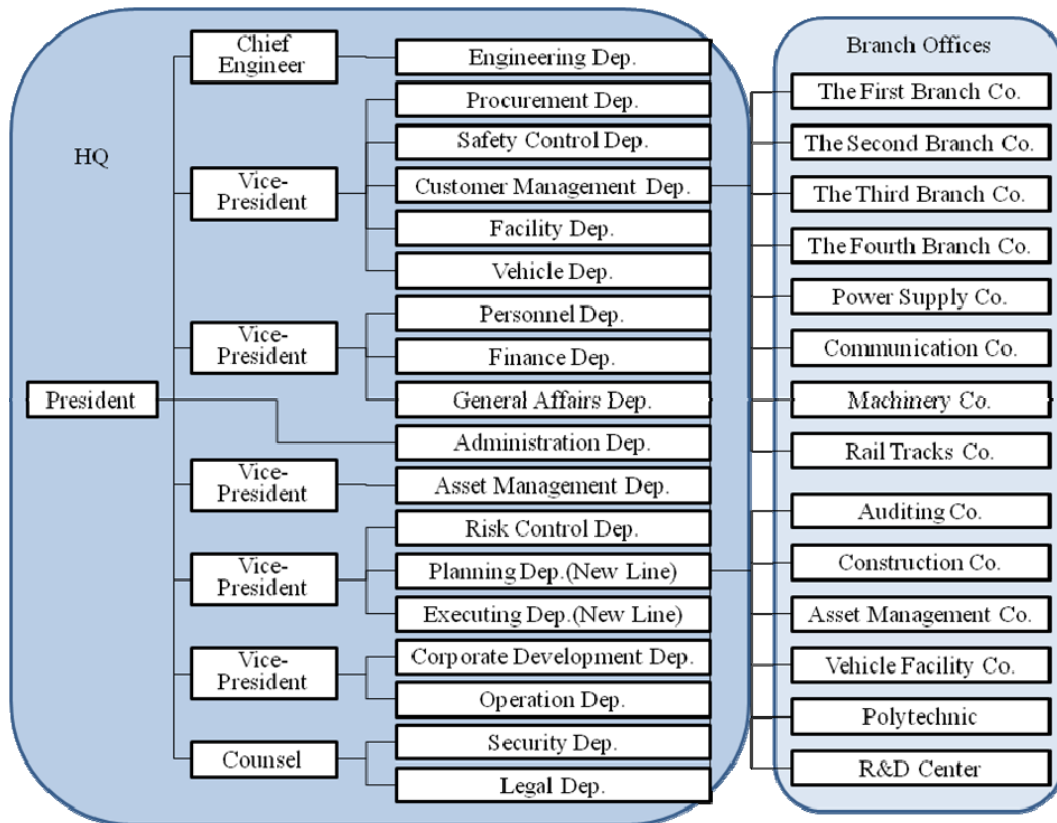 HQ
President
Chief
Engineer
Vice-
President
Vice-
President
Vice-
President
Vice-
President
Vice-
President
Counsel
Engineering Dep.
Procurement Dep.
Safety Control Dep.
Customer Management Dep.
Facility Dep.
Vehicle Dep.
Personnel Dep.
Finance Dep.
General Affairs Dep.
Administration Dep.
Asset Management Dep.
Risk Control Dep.
Planning Dep.(New Line)
Executing Dep.(New Line)
Corporate Development Dep.
Operation Dep.
Security Dep.
Legal Dep.
Branch Offices
The First Branch Co.
The Second Branch Co.
The Third Branch Co.
The Fourth Branch Co.
Power Supply Co.
Communication Co.
Machinery Co.
Rail Tracks Co.
Auditing Co.
Construction Co.
Asset Management Co.
Vehicle Facility Co.
Polytechnic
R&D Center